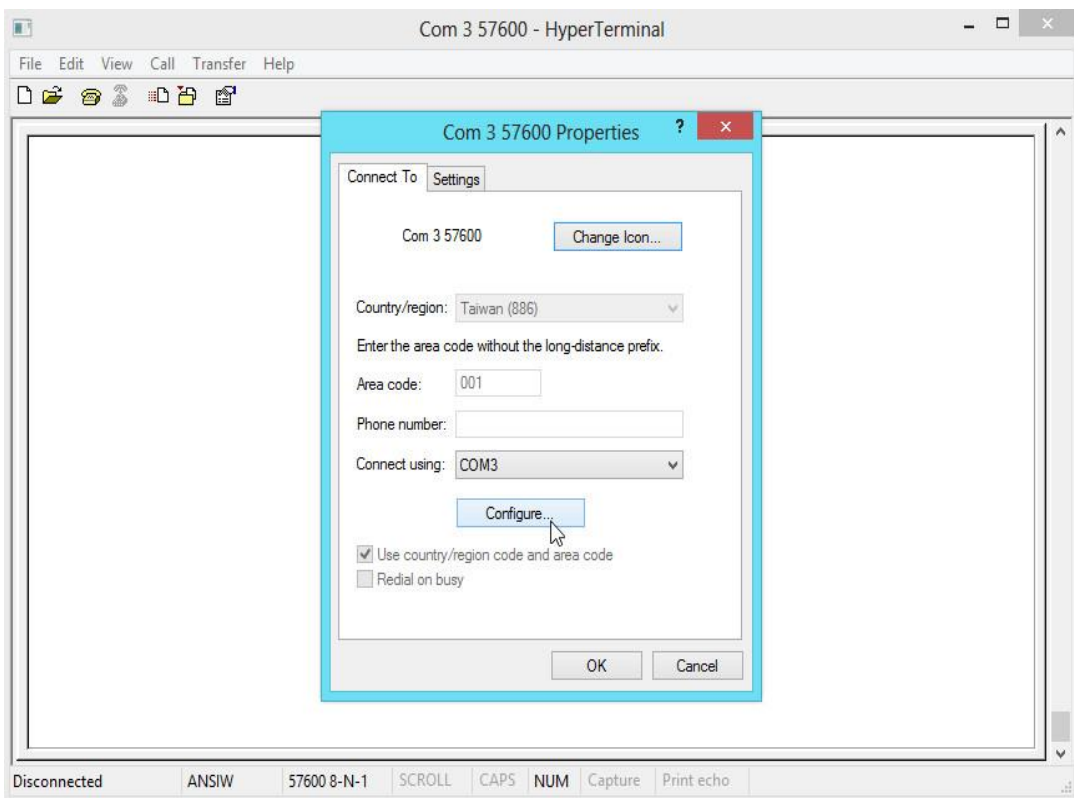 Com 3 57600 - HyperTerminal
File Edit View Call Transfer Help
Com 3 57600 Properties ?
Connect To Settings
Com 3 57600 Change Icon...
Country/region: Taiwan (886)
Enter the area code without the long-distance prefix.
Area code: 001
Phone number:
Connect using: COM3
Configure...
Use country/region code and area code
Redial on busy
OK Cancel
Disconnected ANSIW 57600 8-N-1 SCROLL CAPS NUM Capture Print echo